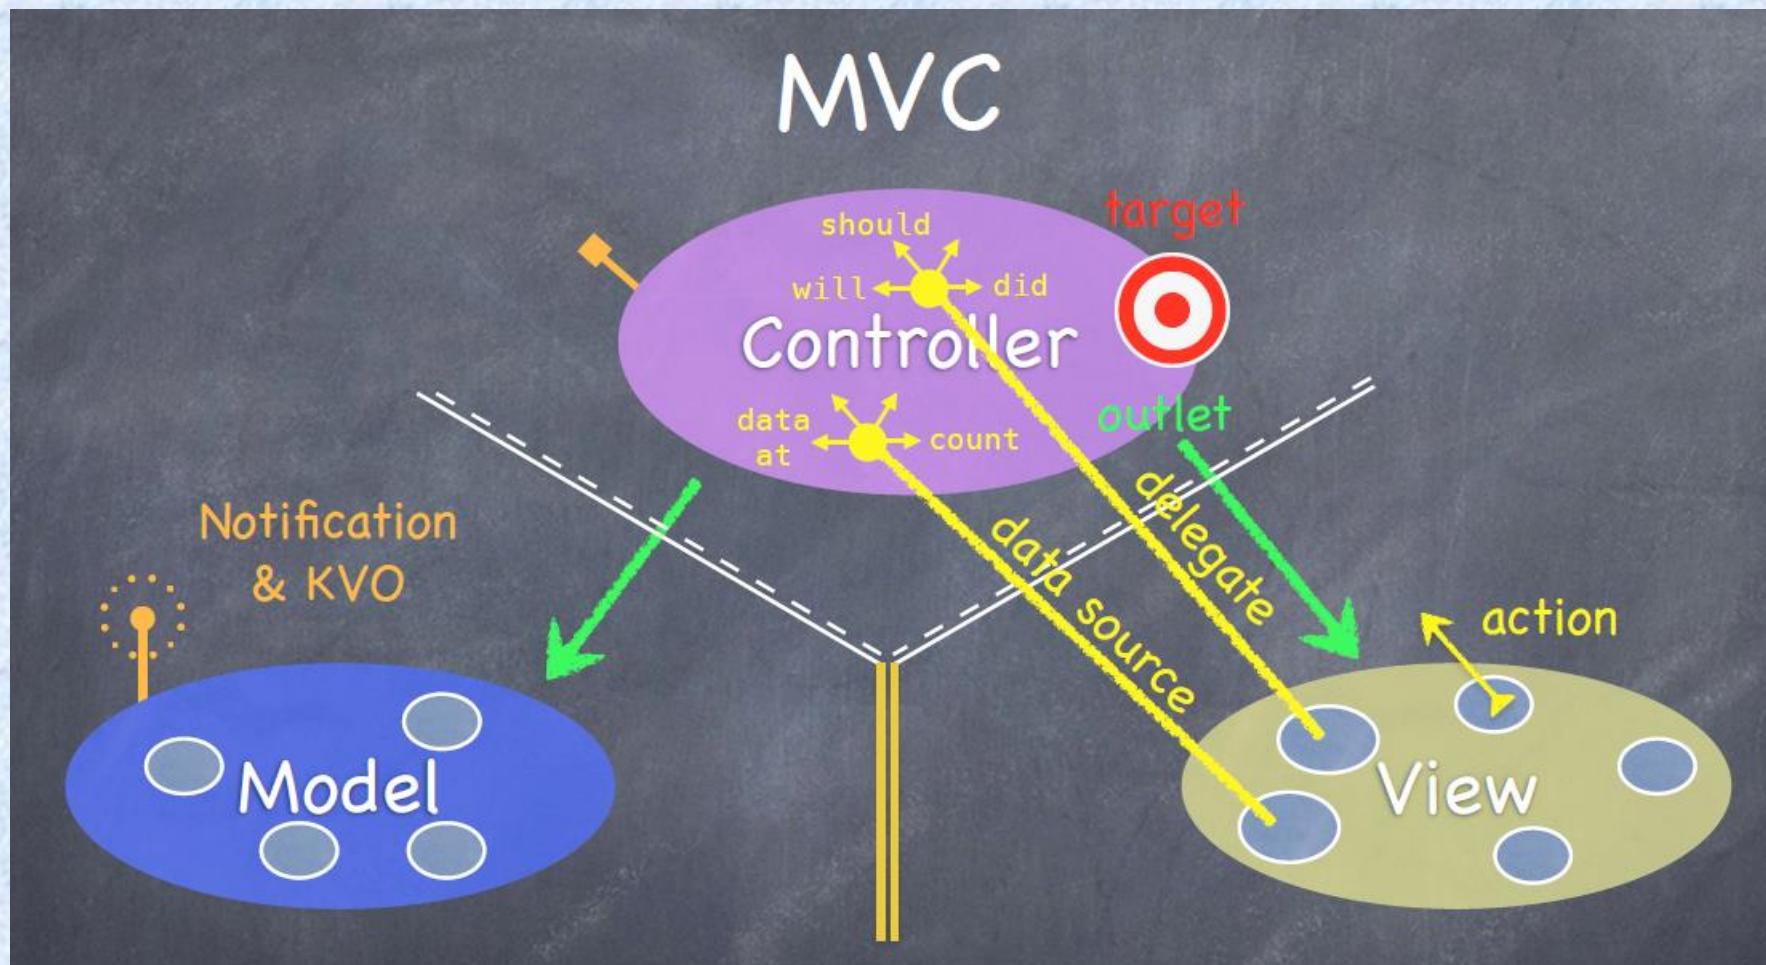 MVC
target
should
will
did
Controller
data
at
count
outlet
delegate
data source
Notification
& KVO
action
Model
View